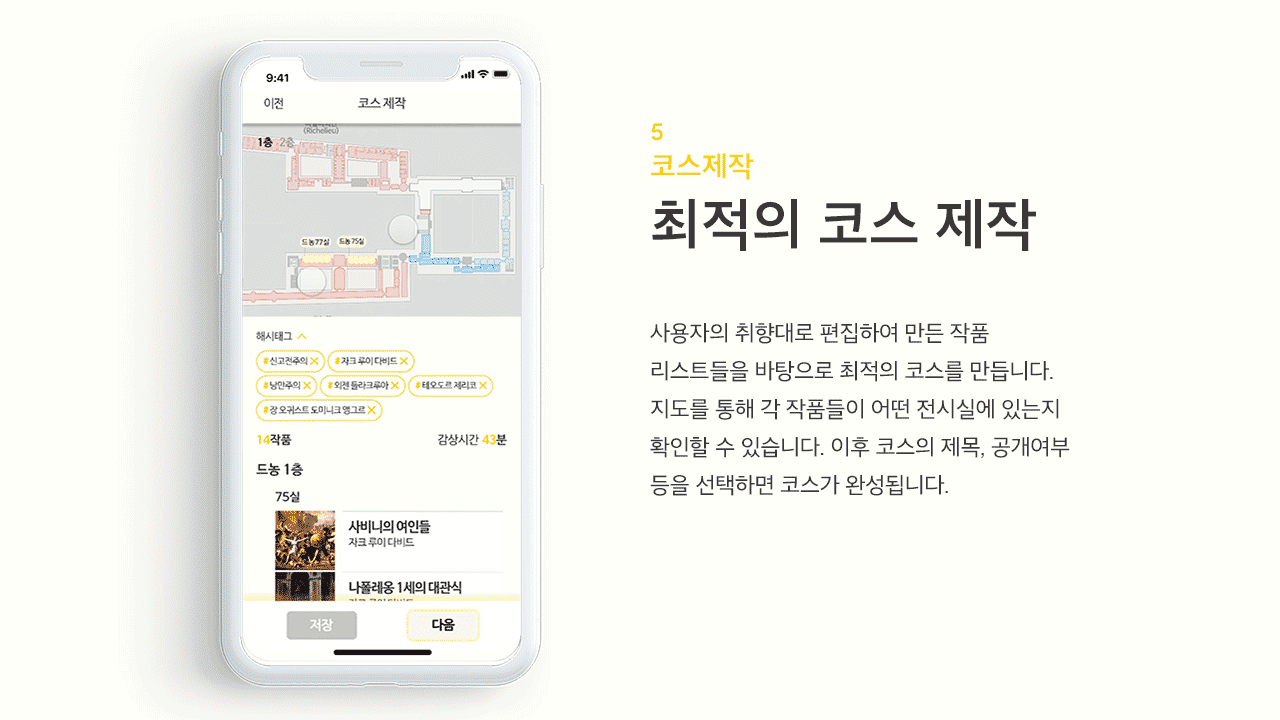 9:41
이전
코스 제작
(Richelieu)
1층 2층
드농77실 드농 75실
해시태그
#신고전주의
#자크 루이 다비드
#낭만주의
#외젠 들라크루아
#테오도르 제리코
#장 오귀스트 도미니크 앵그르
14작품
감상시간 43분
드농 1층
75실
사비니의 여인들
자크 루이 다비드
나폴레옹 1세의 대관식
저장
다음
5
코스제작
최적의 코스 제작
사용자의 취향대로 편집하여 만든 작품
리스트들을 바탕으로 최적의 코스를 만듭니다.
지도를 통해 각 작품들이 어떤 전시실에 있는지
확인할 수 있습니다. 이후 코스의 제목, 공개여부
등을 선택하면 코스가 완성됩니다.